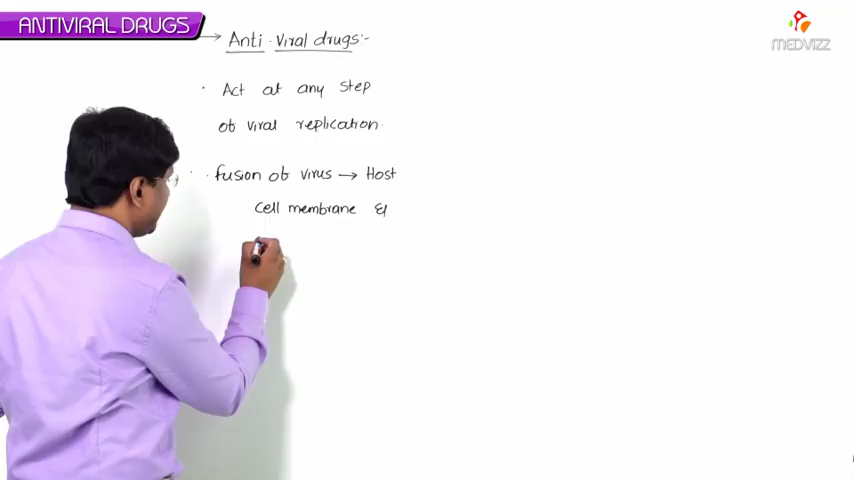 ANTIVIRAL DRUGS
→ Anti-Viral drugs:-
MEDVIZZ
• Act at any step
of viral replication.
• Fusion of virus → Host
Cell membrane &